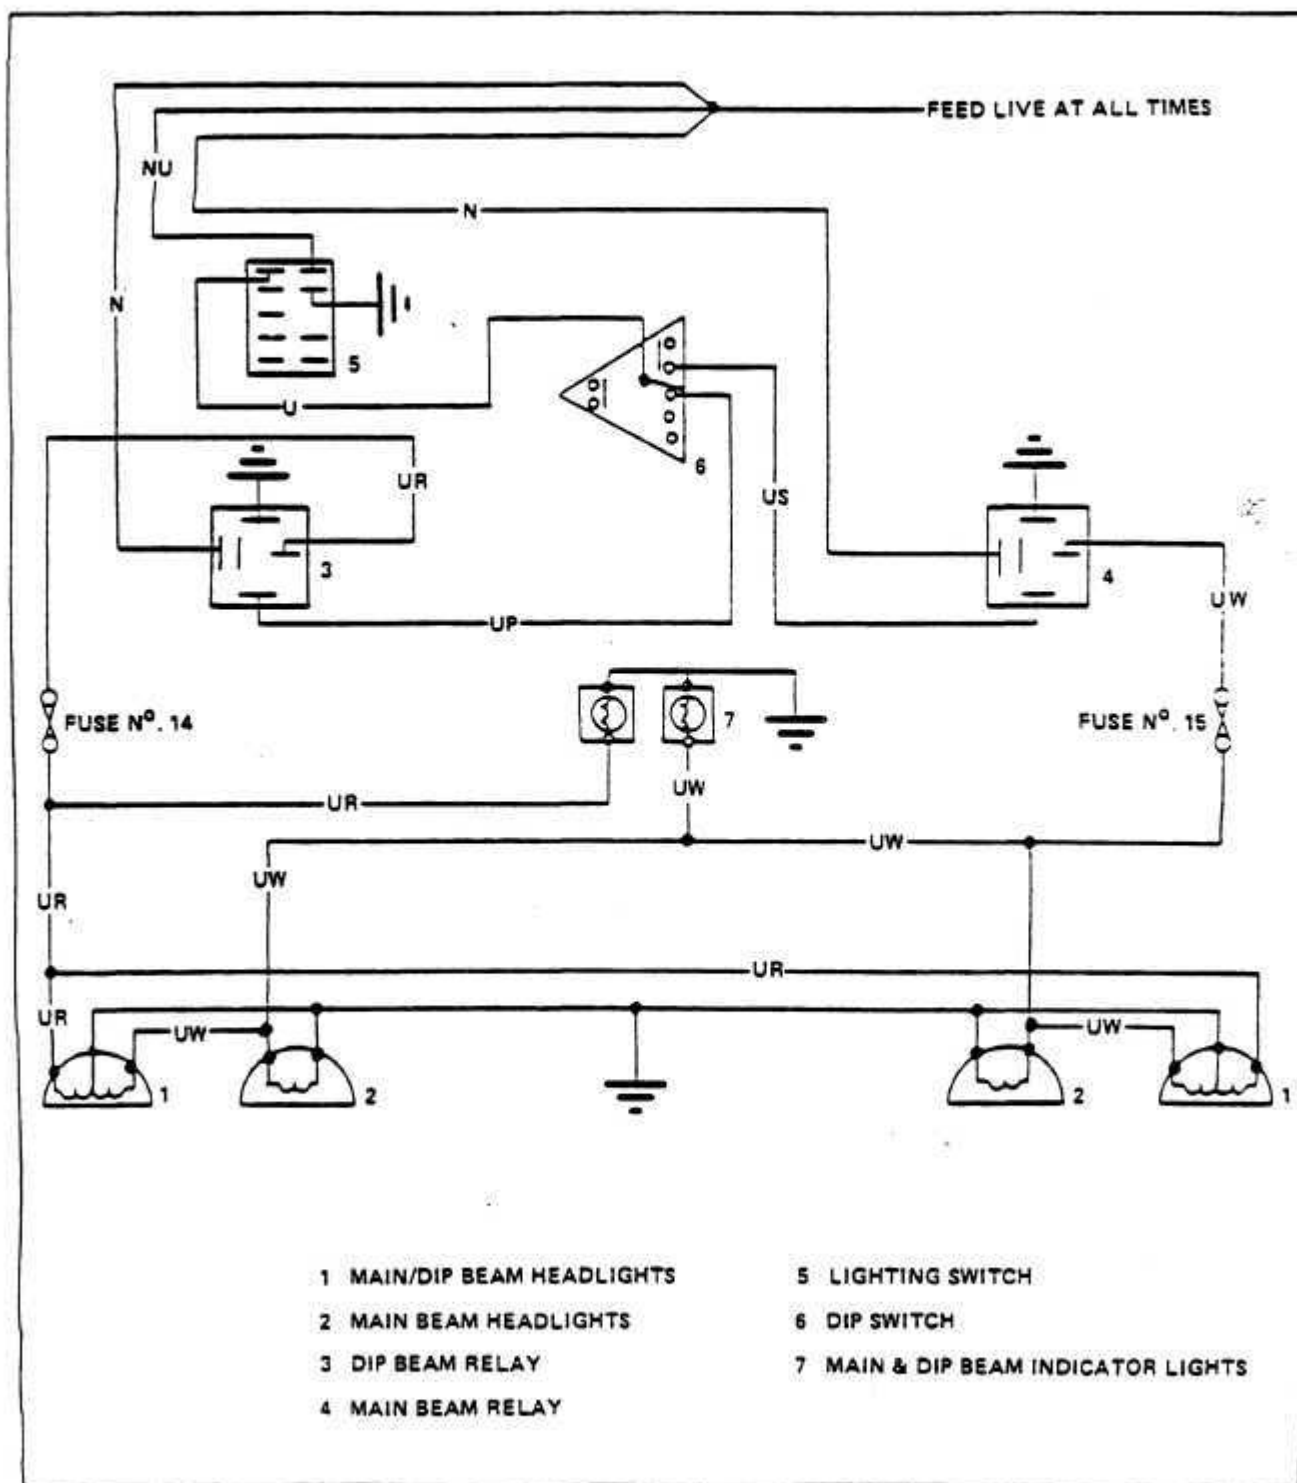 FEED LIVE AT ALL TIMES
NU
N
N
5
U
6
UR
US
3
4
UW
UP
FUSE Nº. 14
7
FUSE Nº. 15
UW
UR
UW
UW
UR
UR
UR
UW
UW
1
2
2
1
1 MAIN/DIP BEAM HEADLIGHTS
2 MAIN BEAM HEADLIGHTS
3 DIP BEAM RELAY
4 MAIN BEAM RELAY
5 LIGHTING SWITCH
6 DIP SWITCH
7 MAIN & DIP BEAM INDICATOR LIGHTS